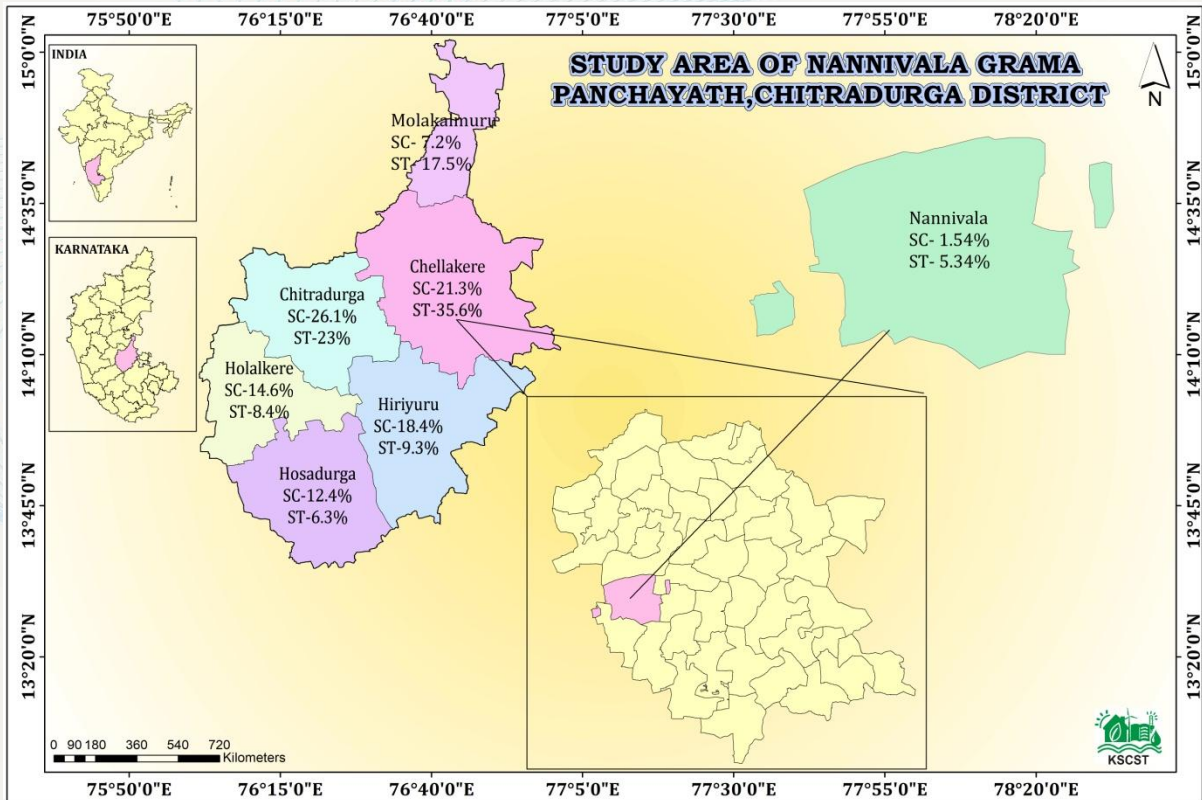 75°50'0"E 76°15'0"E 76°40'0"E 77°5'0"E 77°30'0"E 77°55'0"E 78°20'0"E
INDIA
STUDY AREA OF NANNIVALA GRAMA
PANCHAYATH,CHITRADURGA DISTRICT
N
KARNATAKA
Molakalmuru
SC- 7.2%
ST- 17.5%
Chellakere
SC-21.3%
ST-35.6%
Chitradurga
SC-26.1%
ST-23%
Holalkere
SC-14.6%
ST-8.4%
Hiriyuru
SC-18.4%
ST-9.3%
Hosadurga
SC-12.4%
ST-6.3%
Nannivala
SC- 1.54%
ST- 5.34%
15°0'0"N
14°35'0"N
14°10'0"N
13°45'0"N
13°20'0"N
15°0'0"N
14°35'0"N
14°10'0"N
13°45'0"N
13°20'0"N
0 90 180 360 540 720
Kilometers
KSCST
75°50'0"E 76°15'0"E 76°40'0"E 77°5'0"E 77°30'0"E 77°55'0"E 78°20'0"E